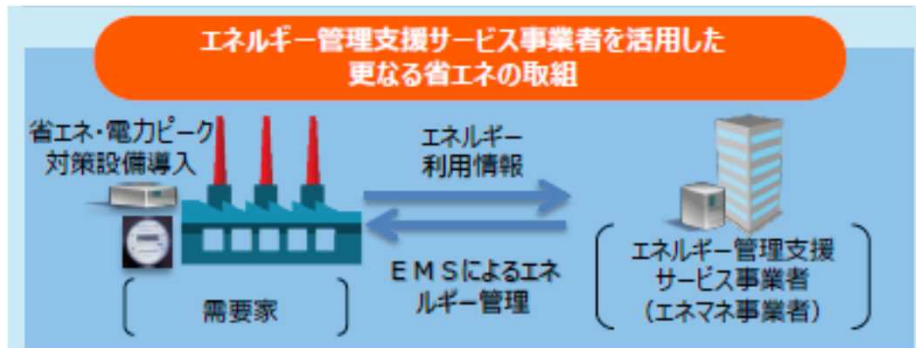 エネルギー管理支援サービス事業者を活用した
更なる省エネの取組
省エネ・電力ピーク
対策設備導入
エネルギー
利用情報
EMSによるエネ
ルギー管理
需要家
エネルギー管理支援
サービス事業者
(エネマネ事業者)